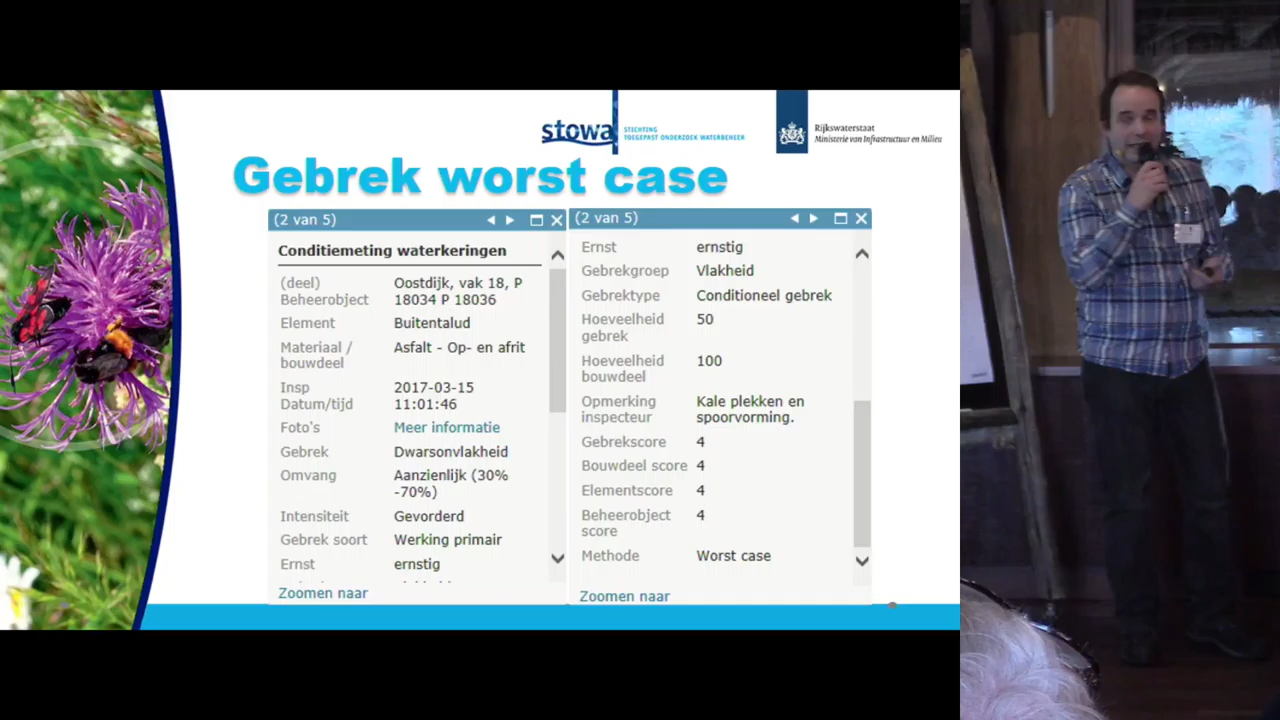 stowa
STICHTING
TOEGEPAST ONDERZOEK WATERBEHEER
Rijkswaterstaat
Ministerie van Infrastructuur en Milieu
Gebrek worst case
(2 van 5)
Conditiemeting waterkeringen
(deel) Beheerobject Oostdijk, vak 18, P 18034 P 18036
Element Buitentalud
Materiaal / bouwdeel Asfalt - Op- en afrit
Insp Datum/tijd 2017-03-15 11:01:46
Foto's Meer informatie
Gebrek Dwarsonvlakheid
Omvang Aanzienlijk (30% -70%)
Intensiteit Gevorderd
Gebrek soort Werking primair
Ernst ernstig
Zoomen naar
(2 van 5)
Ernst ernstig
Gebrekgroep Vlakheid
Gebrektype Conditioneel gebrek
Hoeveelheid gebrek 50
Hoeveelheid bouwdeel 100
Opmerking inspecteur Kale plekken en spoorvorming.
Gebrekscore 4
Bouwdeel score 4
Elementscore 4
Beheerobject score 4
Methode Worst case
Zoomen naar